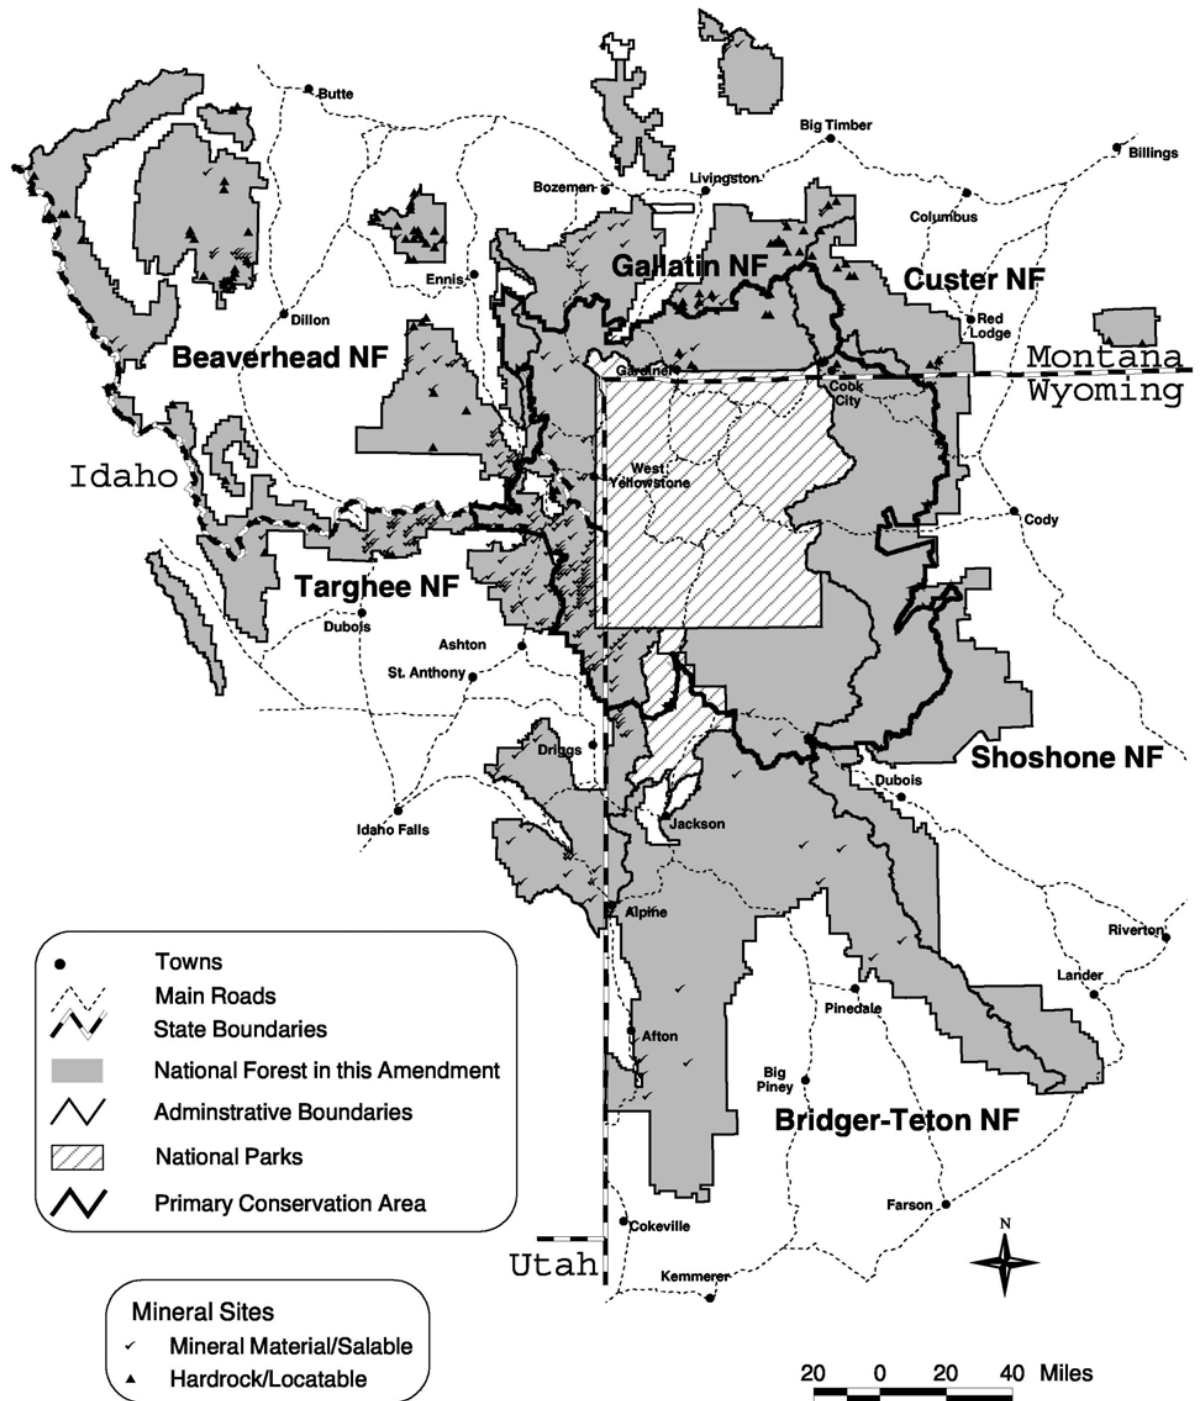 Butte
Big Timber
Billings
Bozeman
Livingston
Columbus
Gallatin NF
Custer NF
Ennis
Dillon
Red
Lodge
Beaverhead NF
Montana
Wyoming
Gardiner
Cook
City
Idaho
West
Yellowstone
Cody
Targhee NF
Dubois
Ashton
St. Anthony
Driggs
Shoshone NF
Dubois
Idaho Falls
Jackson
Alpine
Riverton
Lander
Pinedale
Afton
Big
Piney
Bridger-Teton NF
Farson
Cokeville
Utah
Kemmerer
N
Towns
Main Roads
State Boundaries
National Forest in this Amendment
Adminstrative Boundaries
National Parks
Primary Conservation Area
Mineral Sites
Mineral Material/Salable
Hardrock/Locatable
20 0 20 40 Miles